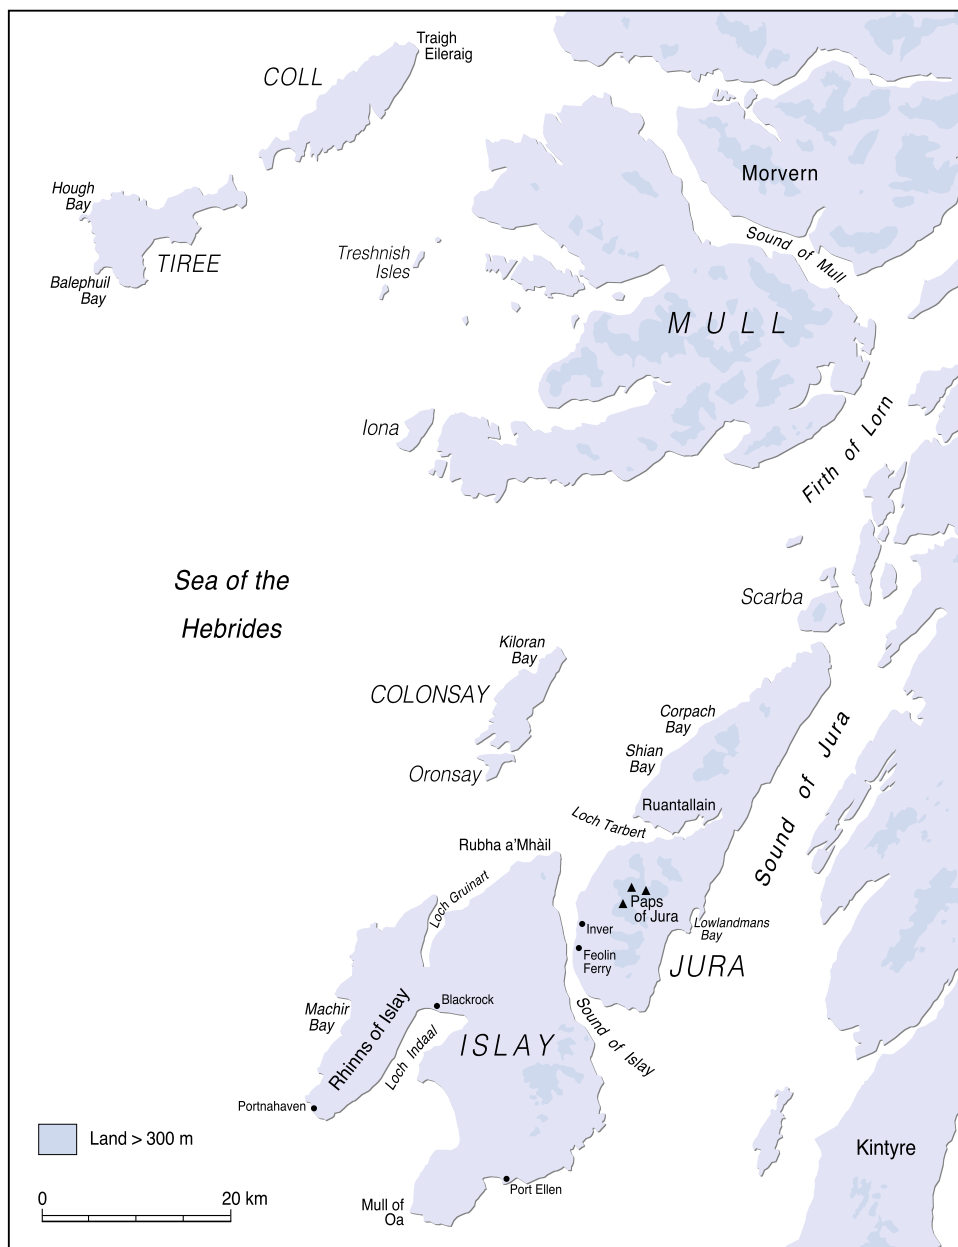 Traigh
Eileraig
COLL
Morvern
Hough
Bay
Sound of Mull
Treshnish
Isles
TIREE
Balephuil
Bay
MULL
Iona
Firth of Lorn
Sea of the
Hebrides
Scarba
Kiloran
Bay
COLONSAY
Corpach
Bay
Shian
Bay
Sound of Jura
Oronsay
Ruantallain
Loch Tarbert
Rubha a'Mhàil
Loch Gruinart
Paps
of Jura
Inver
Lowlandmans
Bay
Feolin
Ferry
JURA
Blackrock
Machir
Bay
Rhinns of Islay
Loch Indaal
ISLAY
Sound of Islay
Portnahaven
Land > 300 m
Kintyre
Port Ellen
0 20 km
Mull of
Oa